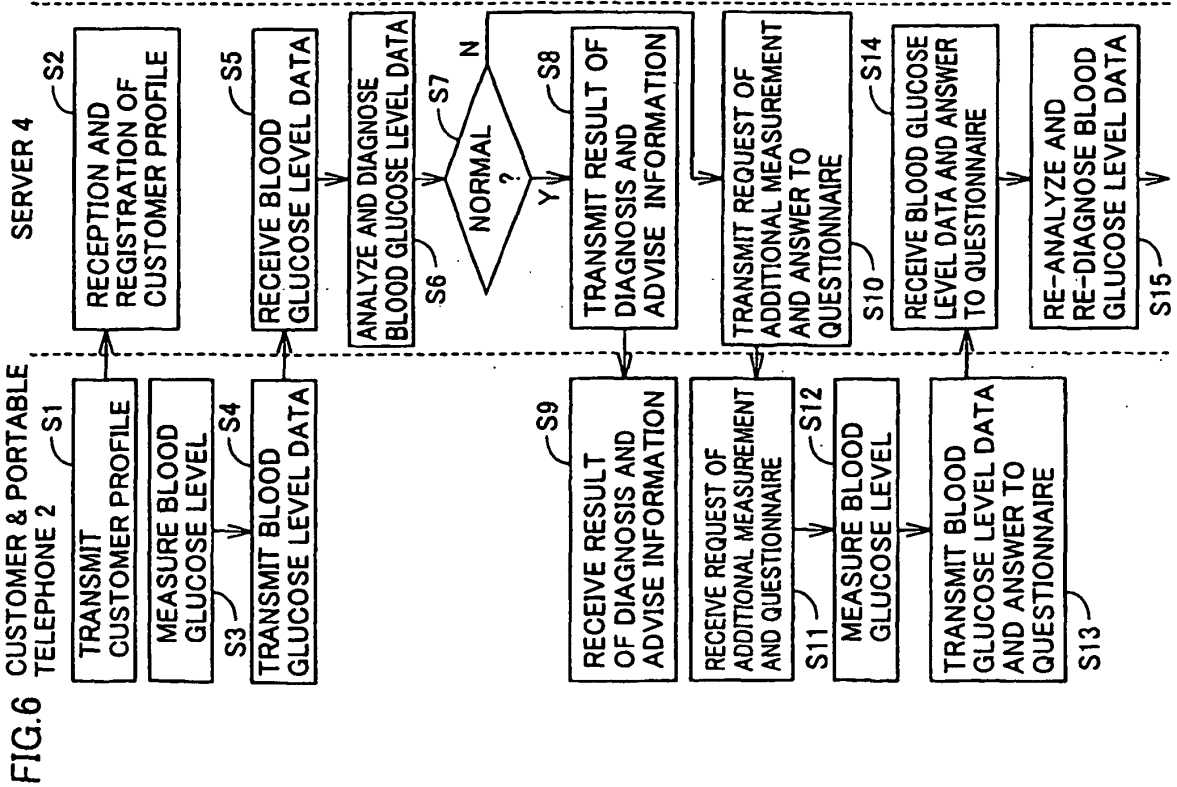 FIG.6
CUSTOMER & PORTABLE
TELEPHONE 2
SERVER 4
S1
TRANSMIT
CUSTOMER PROFILE
S2
RECEPTION AND
REGISTRATION OF
CUSTOMER PROFILE
MEASURE BLOOD
GLUCOSE LEVEL
S3
S4
TRANSMIT BLOOD
GLUCOSE LEVEL DATA
S5
RECEIVE BLOOD
GLUCOSE LEVEL DATA
ANALYZE AND DIAGNOSE
BLOOD GLUCOSE LEVEL DATA
S6
S7
NORMAL
?
N
Y
S8
TRANSMIT RESULT OF
DIAGNOSIS AND
ADVISE INFORMATION
S9
RECEIVE RESULT
OF DIAGNOSIS AND
ADVISE INFORMATION
TRANSMIT REQUEST OF
ADDITIONAL MEASUREMENT
AND ANSWER TO
QUESTIONNAIRE
S10
RECEIVE REQUEST OF
ADDITIONAL MEASUREMENT
AND QUESTIONNAIRE
S11
S12
MEASURE BLOOD
GLUCOSE LEVEL
TRANSMIT BLOOD
GLUCOSE LEVEL DATA
AND ANSWER TO
QUESTIONNAIRE
S13
S14
RECEIVE BLOOD GLUCOSE
LEVEL DATA AND ANSWER
TO QUESTIONNAIRE
RE-ANALYZE AND
RE-DIAGNOSE BLOOD
GLUCOSE LEVEL DATA
S15